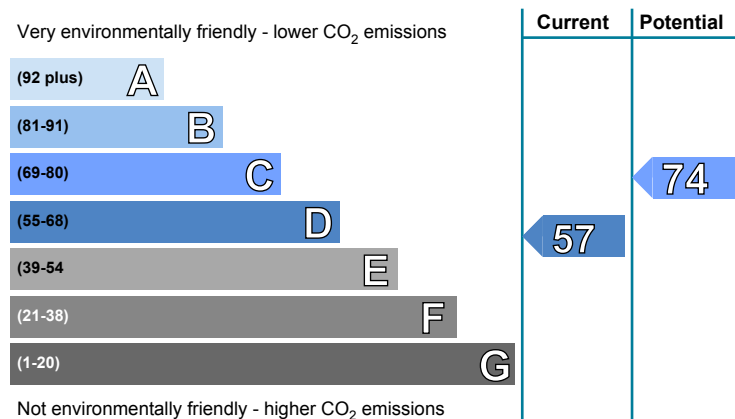 Very environmentally friendly - lower CO2 emissions
Current
Potential
(92 plus) A
(81-91) B
(69-80) C
74
(55-68) D
57
(39-54 E
(21-38) F
(1-20) G
Not environmentally friendly - higher CO2 emissions